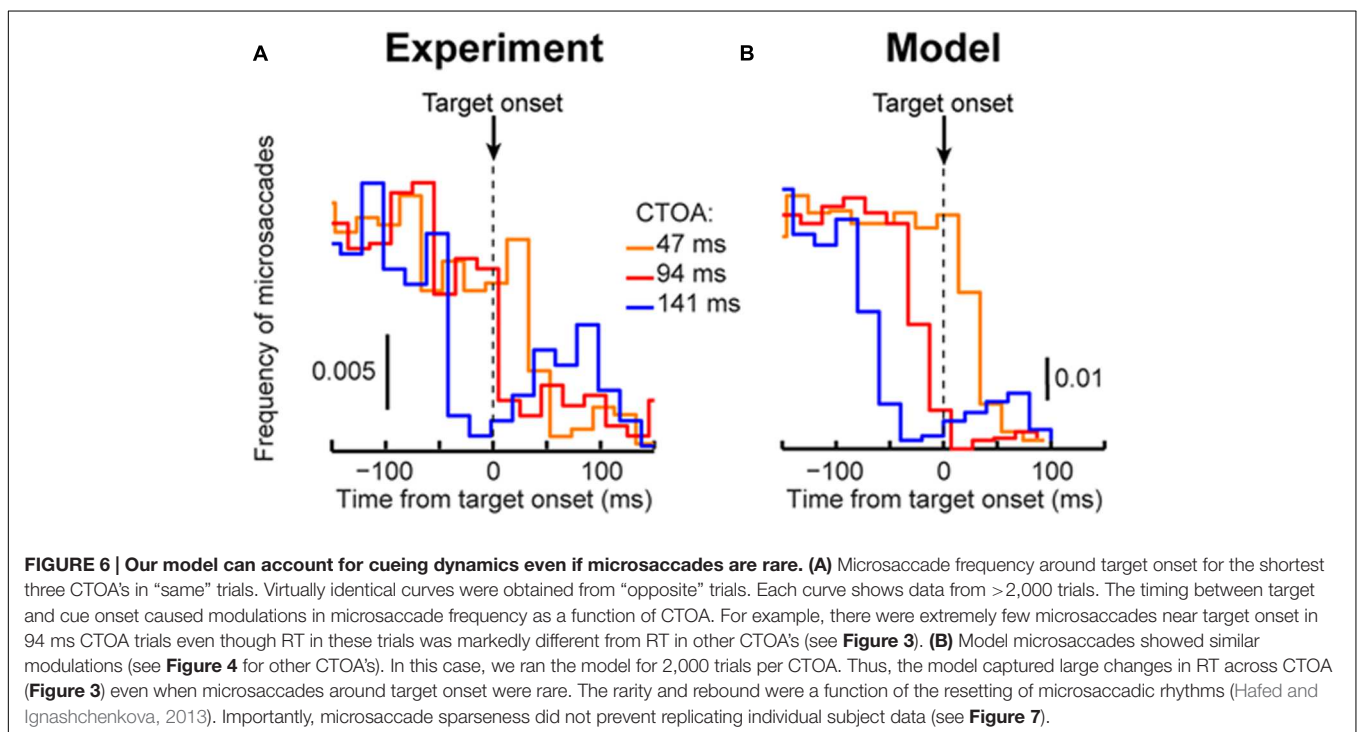 A
Experiment
B
Model
Target onset
Target onset
Frequency of microsaccades
CTOA:
47 ms
94 ms
141 ms
0.005
0.01
−100 0 100
−100 0 100
Time from target onset (ms)
Time from target onset (ms)
FIGURE 6 | Our model can account for cueing dynamics even if microsaccades are rare. (A) Microsaccade frequency around target onset for the shortest
three CTOA's in “same” trials. Virtually identical curves were obtained from “opposite” trials. Each curve shows data from >2,000 trials. The timing between target
and cue onset caused modulations in microsaccade frequency as a function of CTOA. For example, there were extremely few microsaccades near target onset in
94 ms CTOA trials even though RT in these trials was markedly different from RT in other CTOA's (see Figure 3). (B) Model microsaccades showed similar
modulations (see Figure 4 for other CTOA's). In this case, we ran the model for 2,000 trials per CTOA. Thus, the model captured large changes in RT across CTOA
(Figure 3) even when microsaccades around target onset were rare. The rarity and rebound were a function of the resetting of microsaccadic rhythms (Hafed and
Ignashchenkova, 2013). Importantly, microsaccade sparseness did not prevent replicating individual subject data (see Figure 7).